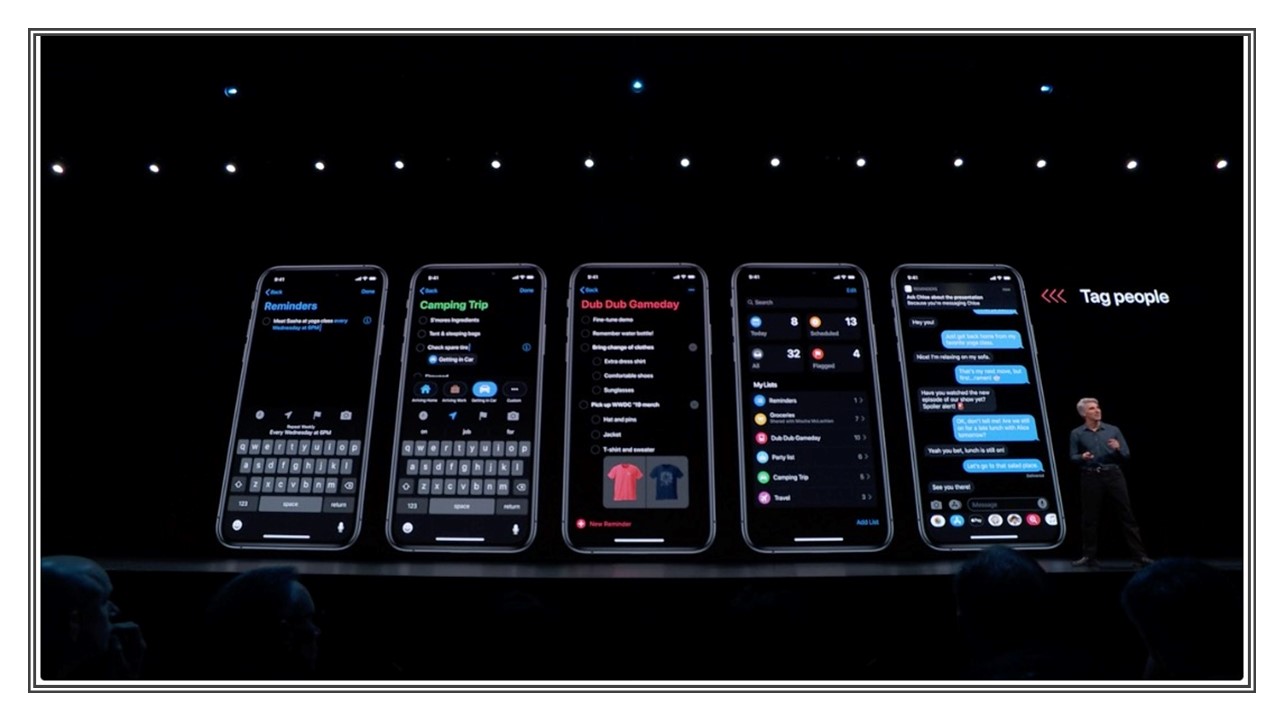 9:41
Back
Done
Reminders
Meet Sasha at yoga class every
Wednesday at 6PM
Repeat Weekly
Every Wednesday at 6PM
q w e r t y u i o p
a s d f g h j k l
z x c v b n m
123
space
return
9:41
Back
Done
Camping Trip
S'mores ingredients
Tent & sleeping bags
Check spare tire
Getting in Car
Arriving Home
Arriving Work
Getting in Car
Custom
on
job
for
q w e r t y u i o p
a s d f g h j k l
z x c v b n m
123
space
return
9:41
Back
Dub Dub Gameday
Fine-tune demo
Remember water bottle!
Bring change of clothes
Extra dress shirt
Comfortable shoes
Sunglasses
Pick up WWDC '19 merch
Hat and pins
Jacket
T-shirt and sweater
New Reminder
9:41
Edit
Search
8
Today
13
Scheduled
32
All
4
Flagged
My Lists
Reminders
1
Groceries
Shared with Mischa McLachlan
7
Dub Dub Gameday
10
Party list
Camping Trip
Travel
3
Add List
9:41
REMINDERS
Ask Chloe about the presentation
Because you're messaging Chloe
Hey you!
Just got back home from my
favorite yoga class.
Nice! I'm relaxing on my sofa.
That's my next move, but
first...ramen!
Have you watched the new
episode of our show yet?
Spoiler alert!
OK, don't tell me! Are we still
on for a late lunch with Alex
tomorrow?
Yeah you bet, lunch is still on!
Let's go to that salad place.
Delivered
See you there!
Message
Pay
Tag people